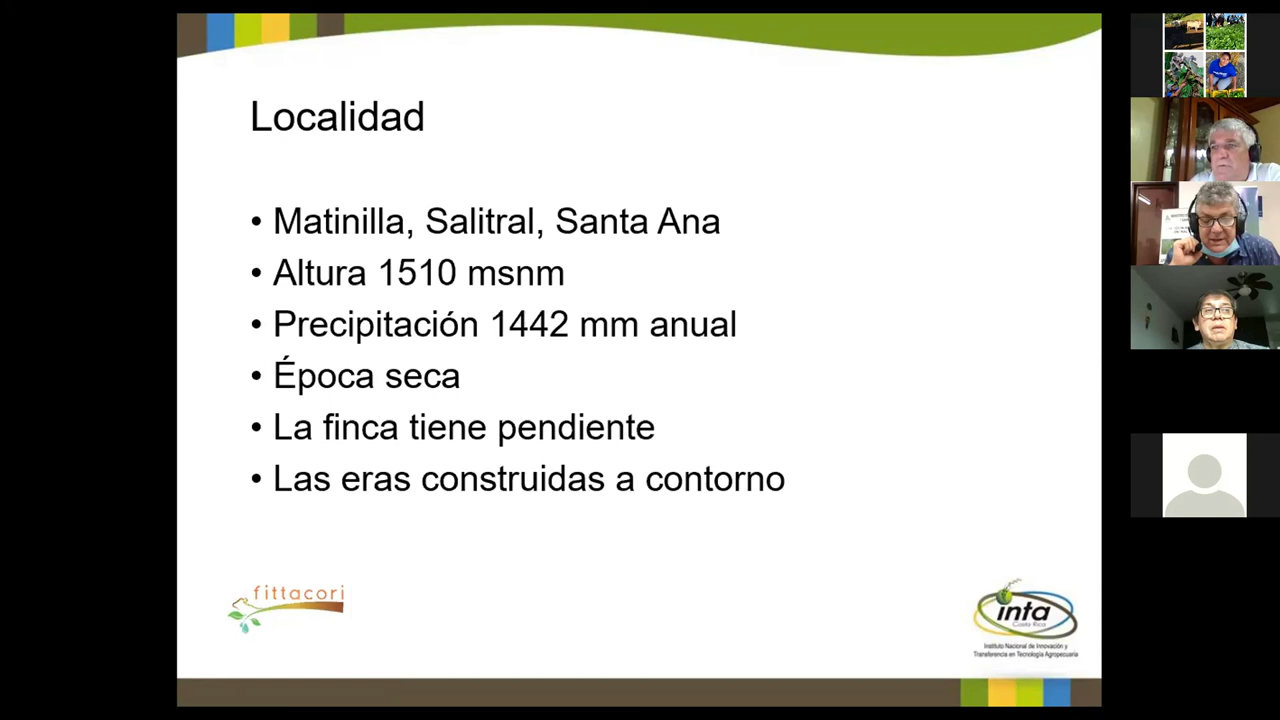 Localidad
• Matinilla, Salitral, Santa Ana
• Altura 1510 msnm
• Precipitación 1442 mm anual
• Época seca
• La finca tiene pendiente
• Las eras construidas a contorno
fittacori
inta
Costa Rica
Instituto Nacional de Innovación y
Transferencia en Tecnología Agropecuaria